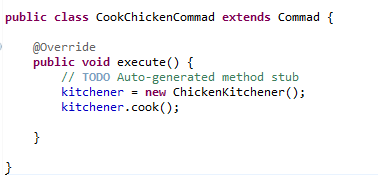 public class CookChickenCommad extends Commad {
@Override
public void execute() {
// TODO Auto-generated method stub
kitchener = new ChickenKitchener();
kitchener.cook();
}
}